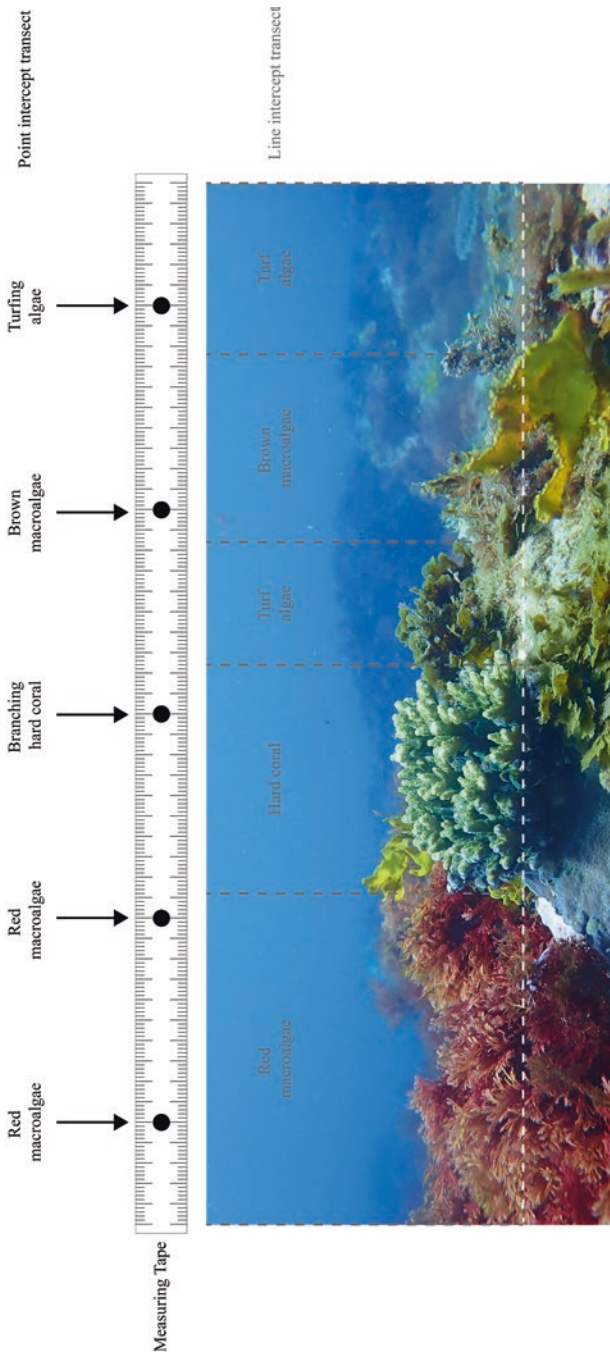 Red
macroalgae
Red
macroalgae
Branching
hard coral
Brown
macroalgae
Turfing
algae
Point intercept transect
Measuring Tape
Red
macroalgae
Hard coral
Turf
algae
Brown
macroalgae
Turf
algae
Line intercept transect